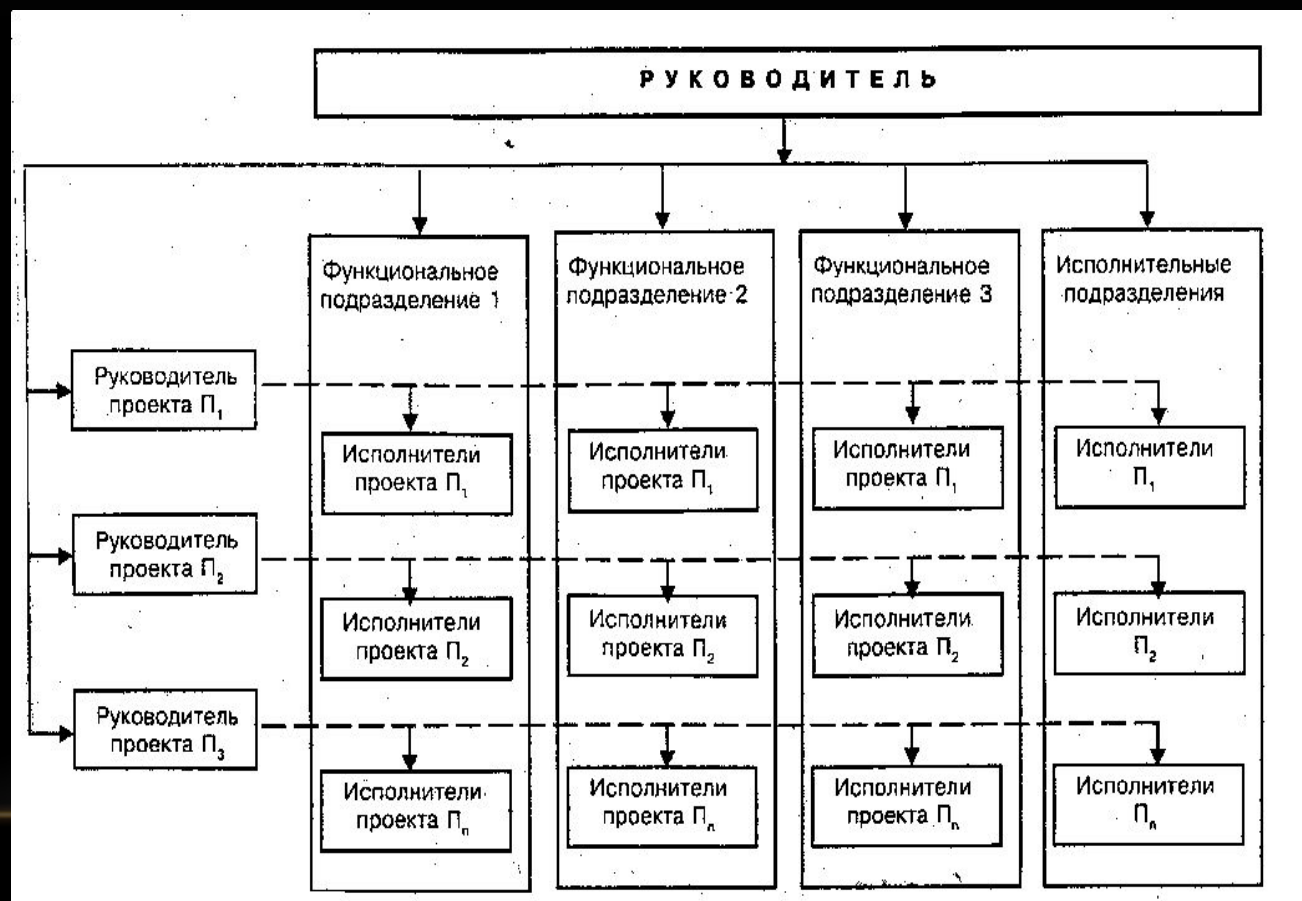 РУКОВОДИТЕЛЬ
Функциональное
подразделение 1
Функциональное
подразделение 2
Функциональное
подразделение 3
Исполнительные
подразделения
Руководитель
проекта П₁
Исполнители
проекта П₁
Исполнители
проекта П₁
Исполнители
проекта П₁
Исполнители
П₁
Руководитель
проекта П₂
Исполнители
проекта П₂
Исполнители
проекта П₂
Исполнители
проекта П₂
Исполнители
П₂
Руководитель
проекта П₃
Исполнители
проекта Пₙ
Исполнители
проекта Пₙ
Исполнители
проекта Пₙ
Исполнители
Пₙ